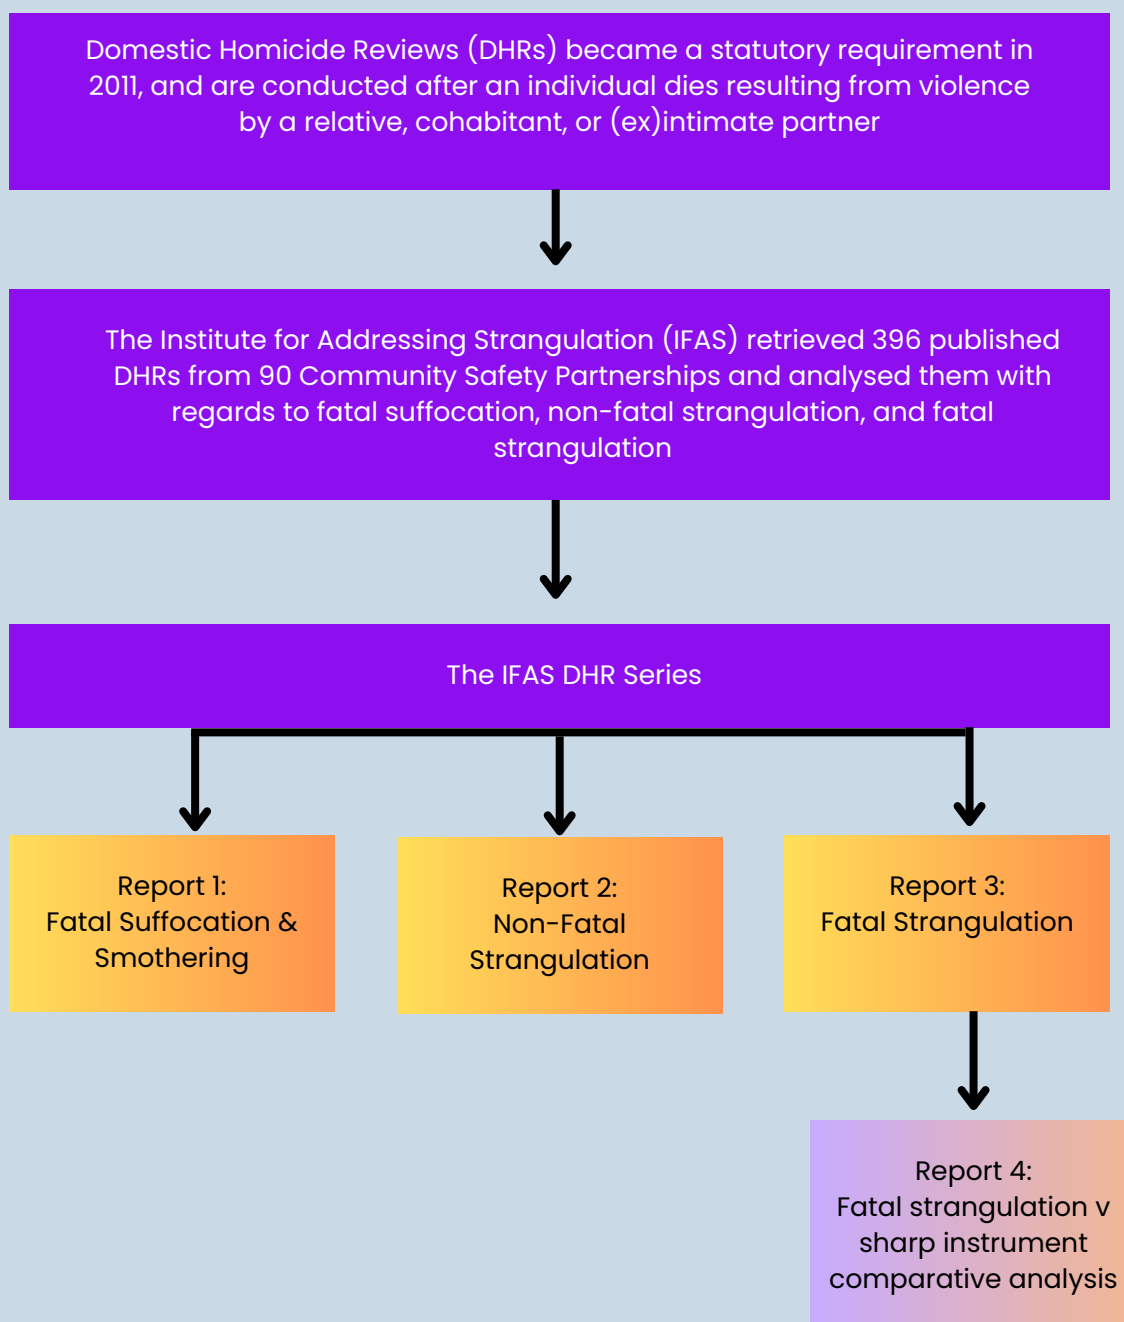 Domestic Homicide Reviews (DHRs) became a statutory requirement in
2011, and are conducted after an individual dies resulting from violence
by a relative, cohabitant, or (ex)intimate partner
The Institute for Addressing Strangulation (IFAS) retrieved 396 published
DHRs from 90 Community Safety Partnerships and analysed them with
regards to fatal suffocation, non-fatal strangulation, and fatal
strangulation
The IFAS DHR Series
Report 1:
Fatal Suffocation &
Smothering
Report 2:
Non-Fatal
Strangulation
Report 3:
Fatal Strangulation
Report 4:
Fatal strangulation v
sharp instrument
comparative analysis